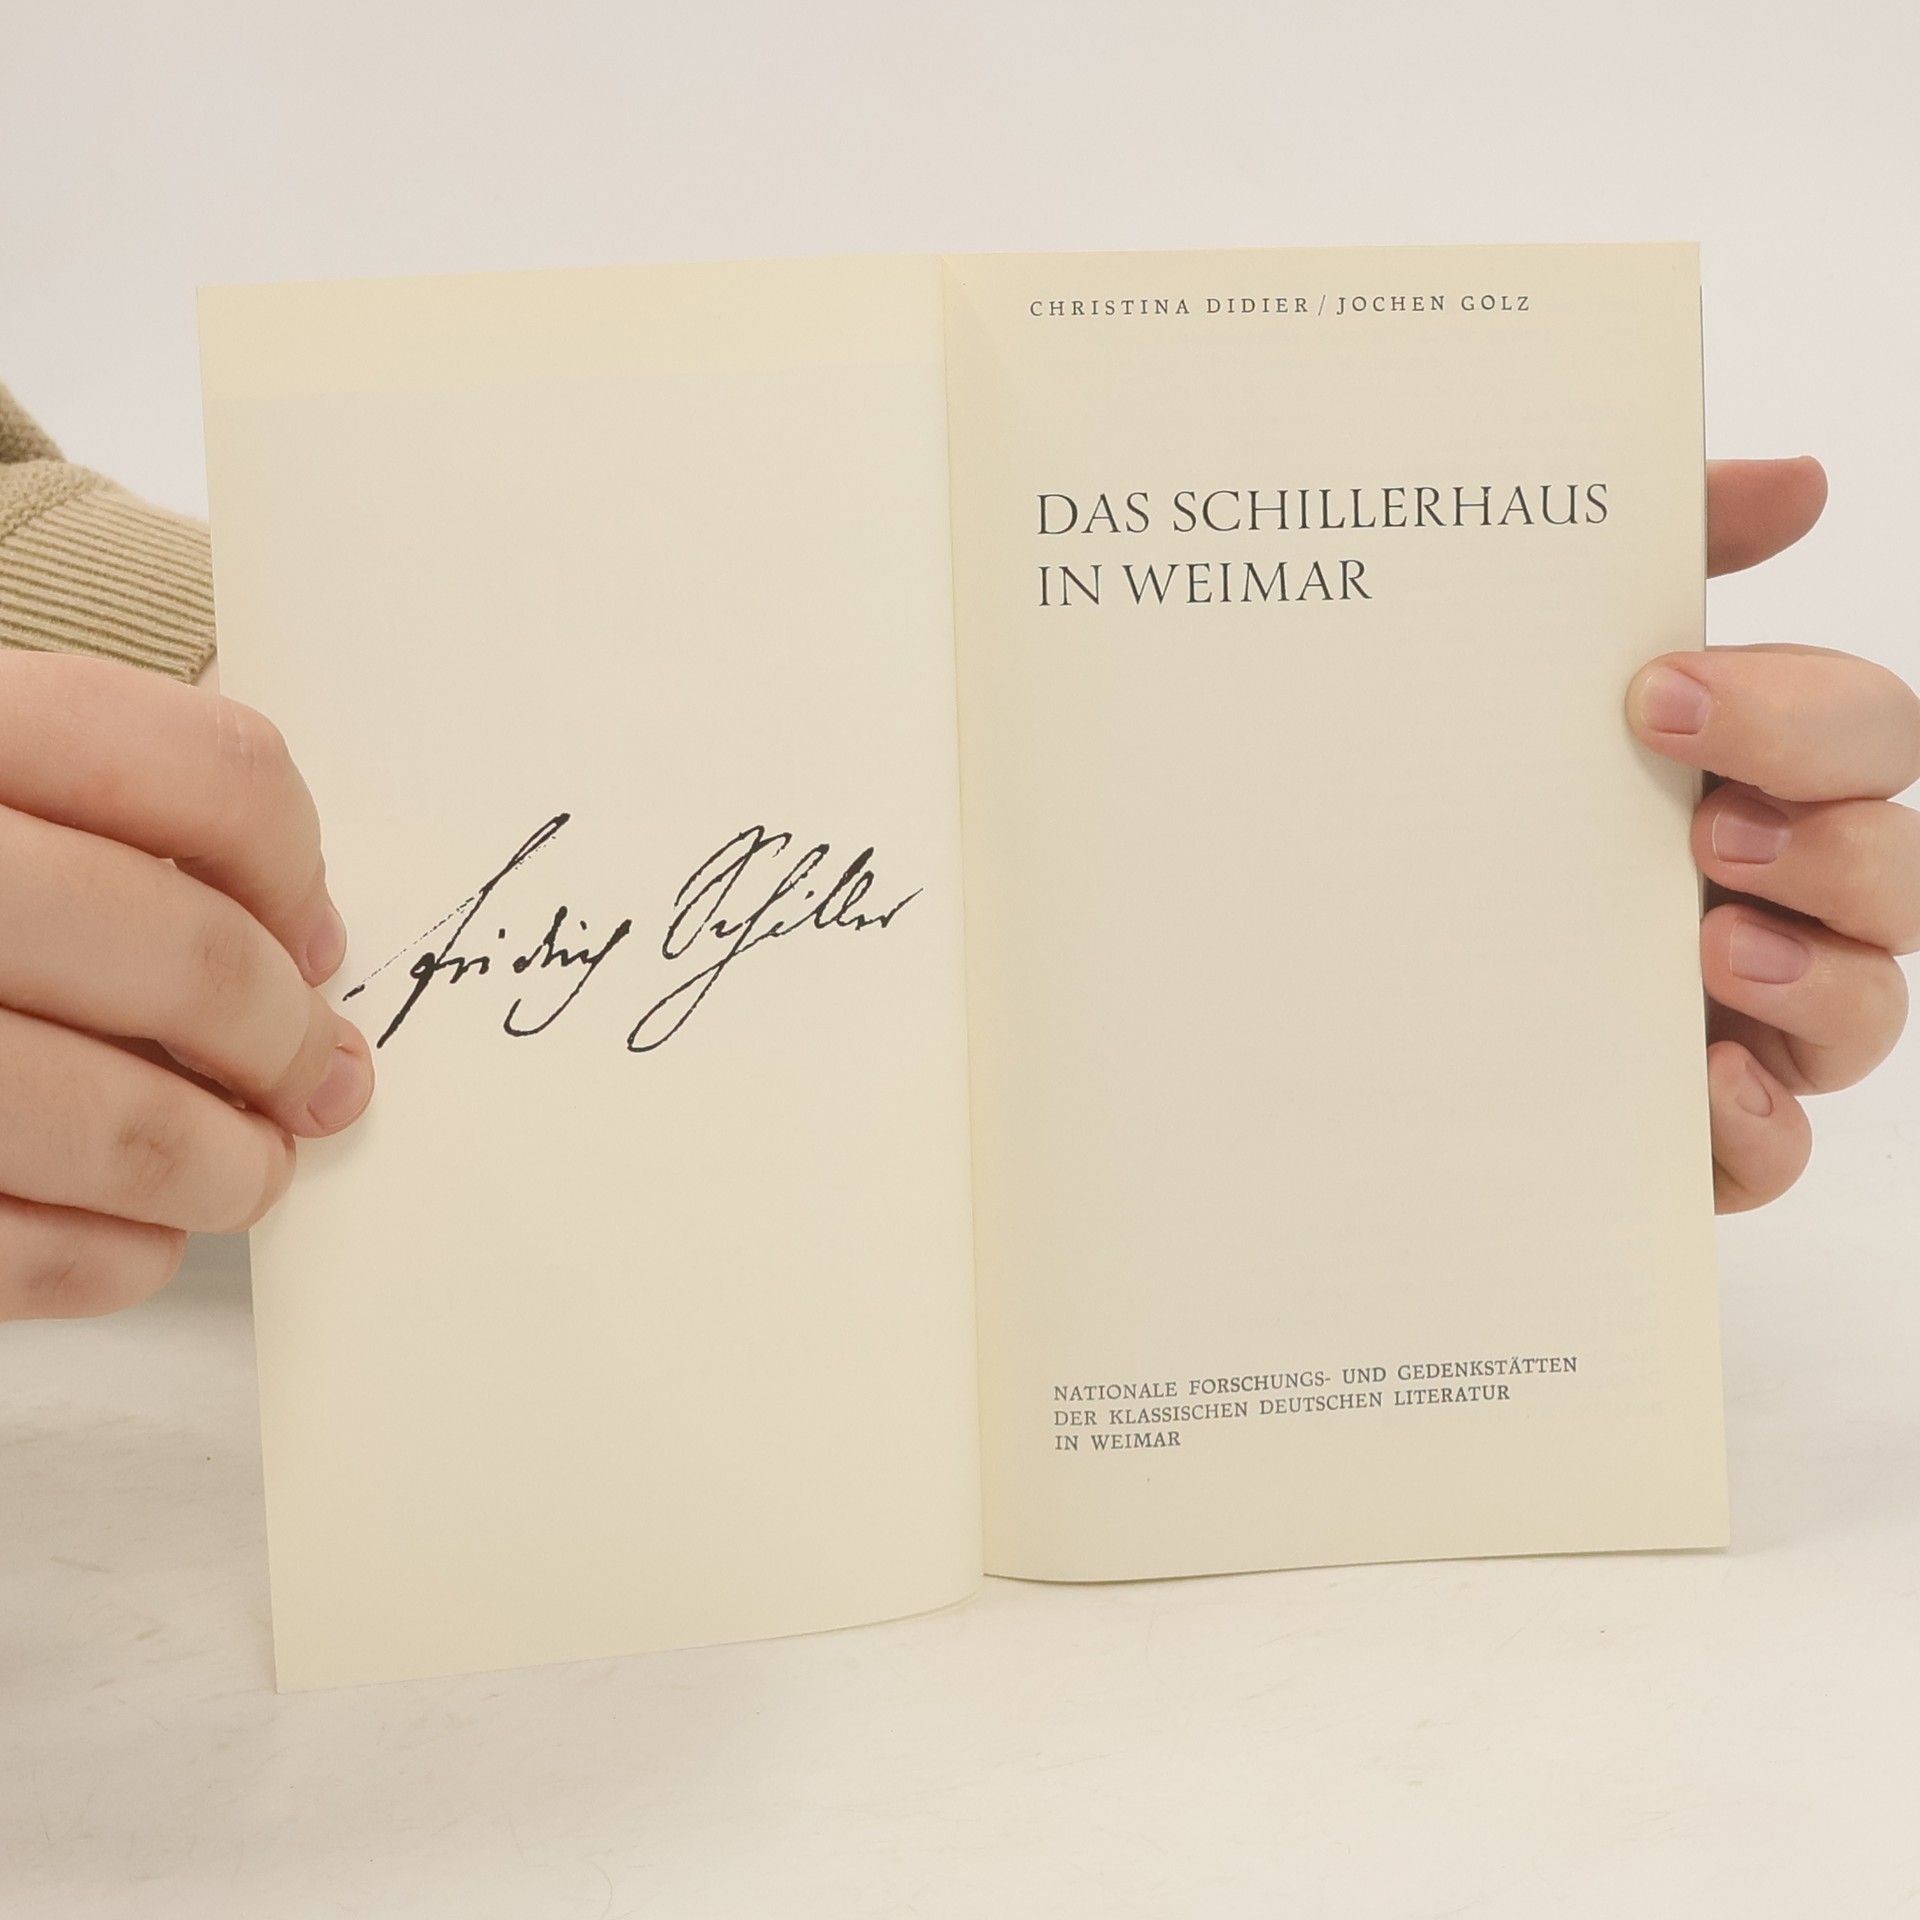 Friedrich Schiller
CHRISTINA DIDIER / JOCHEN GOLZ
DAS SCHILLERHAUS
IN WEIMAR
NATIONALE FORSCHUNGS- UND GEDENKSTÄTTEN
DER KLASSISCHEN DEUTSCHEN LITERATUR
IN WEIMAR